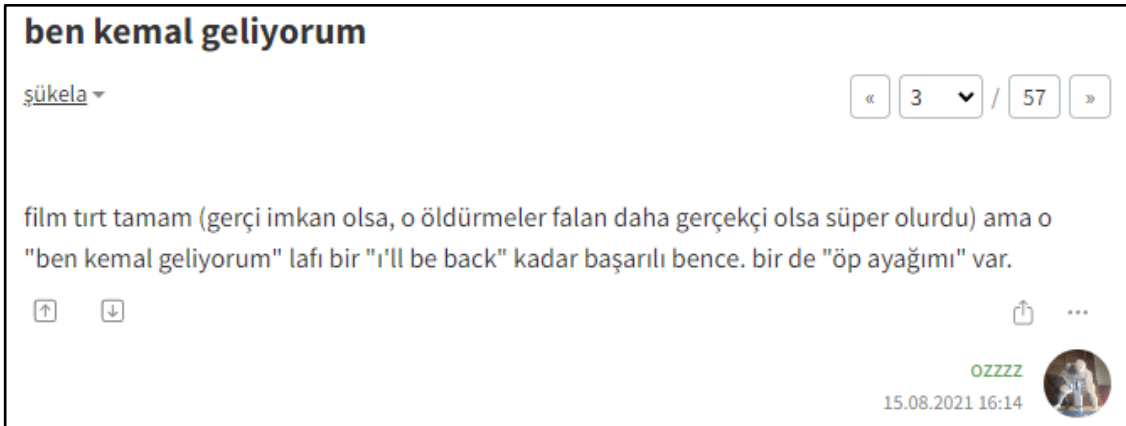 ben kemal geliyorum
şükela
« 3 / 57 »
film tırt tamam (gerçi imkan olsa, o öldürmeler falan daha gerçekçi olsa süper olurdu) ama o
"ben kemal geliyorum" lafı bir "ı'll be back" kadar başarılı bence. bir de "öp ayağımı" var.
ozzzz
15.08.2021 16:14